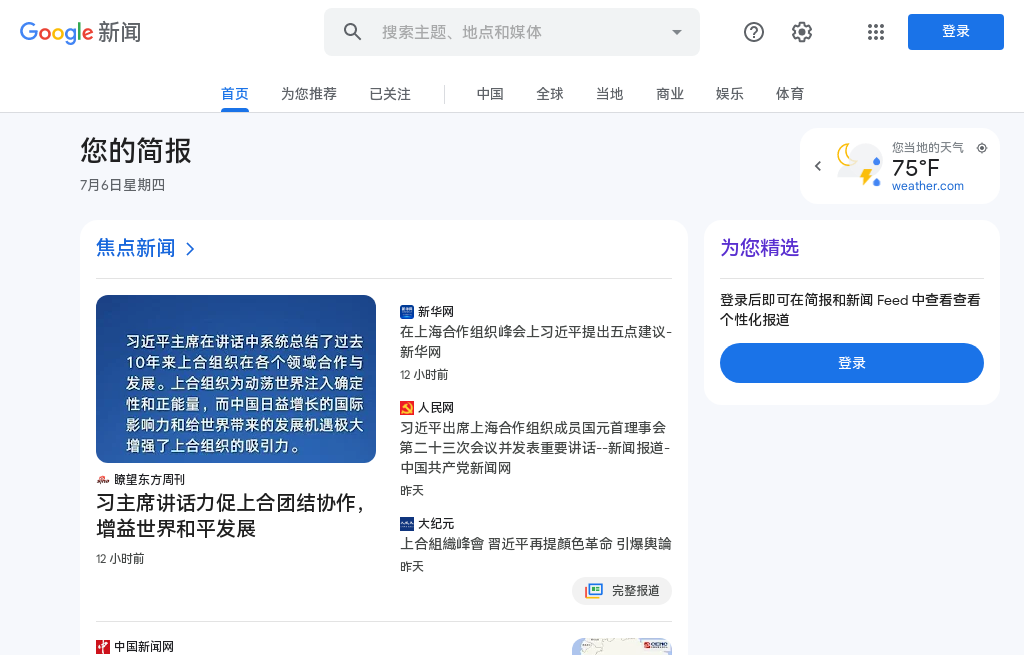 Google 新闻
搜索主题、地点和媒体
登录
首页
为您推荐
已关注
中国
全球
当地
商业
娱乐
体育
您的简报
7月6日星期四
您当地的天气
75°F
weather.com
焦点新闻
习近平主席在讲话中系统总结了过去
10年来上合组织在各个领域合作与
发展。上合组织为动荡世界注入确定
性和正能量，而中国日益增长的国际
影响力和给世界带来的发展机遇极大
增强了上合组织的吸引力。
瞭望东方周刊
习主席讲话力促上合团结协作，
增益世界和平发展
12 小时前
新华网
在上海合作组织峰会上习近平提出五点建议-
新华网
12 小时前
人民网
习近平出席上海合作组织成员国元首理事会
第二十三次会议并发表重要讲话--新闻报道-
中国共产党新闻网
昨天
大纪元
上合組織峰會 習近平再提顏色革命 引爆輿論
昨天
完整报道
中国新闻网
为您精选
登录后即可在简报和新闻 Feed 中查看查看
个性化报道
登录